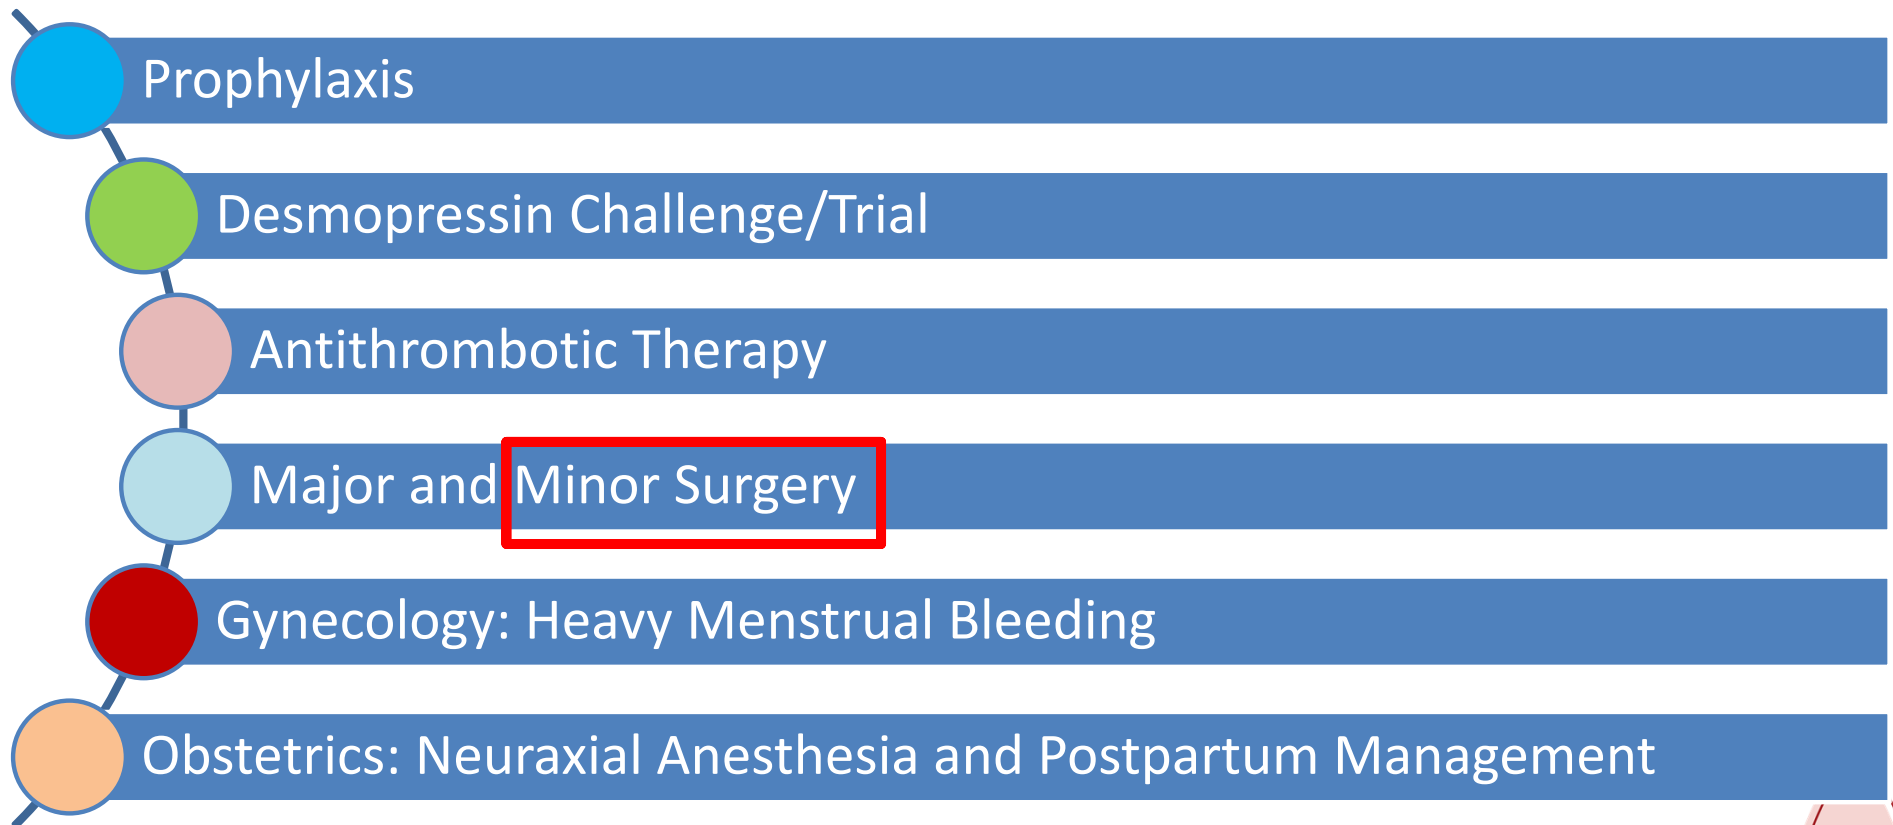 Prophylaxis
Desmopressin Challenge/Trial
Antithrombotic Therapy
Major and Minor Surgery
Gynecology: Heavy Menstrual Bleeding
Obstetrics: Neuraxial Anesthesia and Postpartum Management